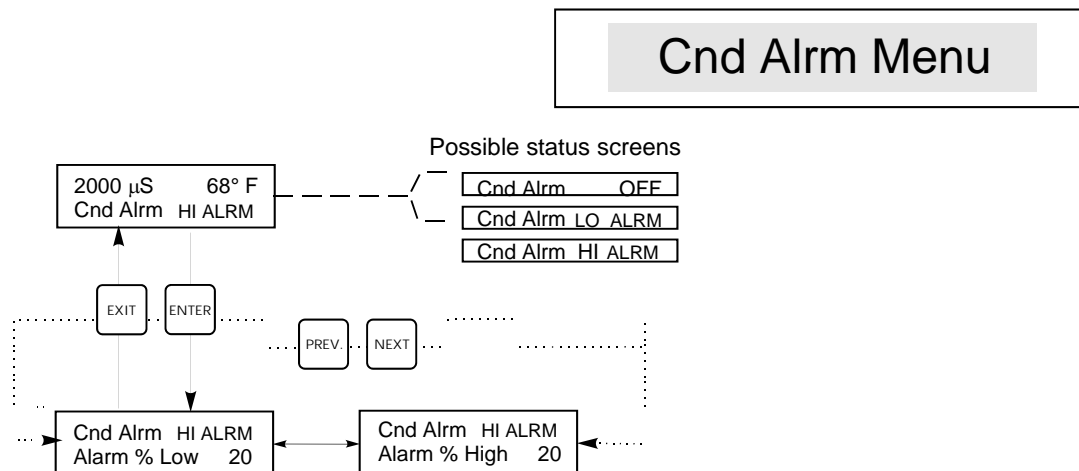 Cnd Alrm Menu
Possible status screens
2000 µS 68° F
Cnd Alrm HI ALRM
Cnd Alrm OFF
Cnd Alrm LO ALRM
Cnd Alrm HI ALRM
EXIT
ENTER
PREV.
NEXT
Cnd Alrm HI ALRM
Alarm % Low 20
Cnd Alrm HI ALRM
Alarm % High 20